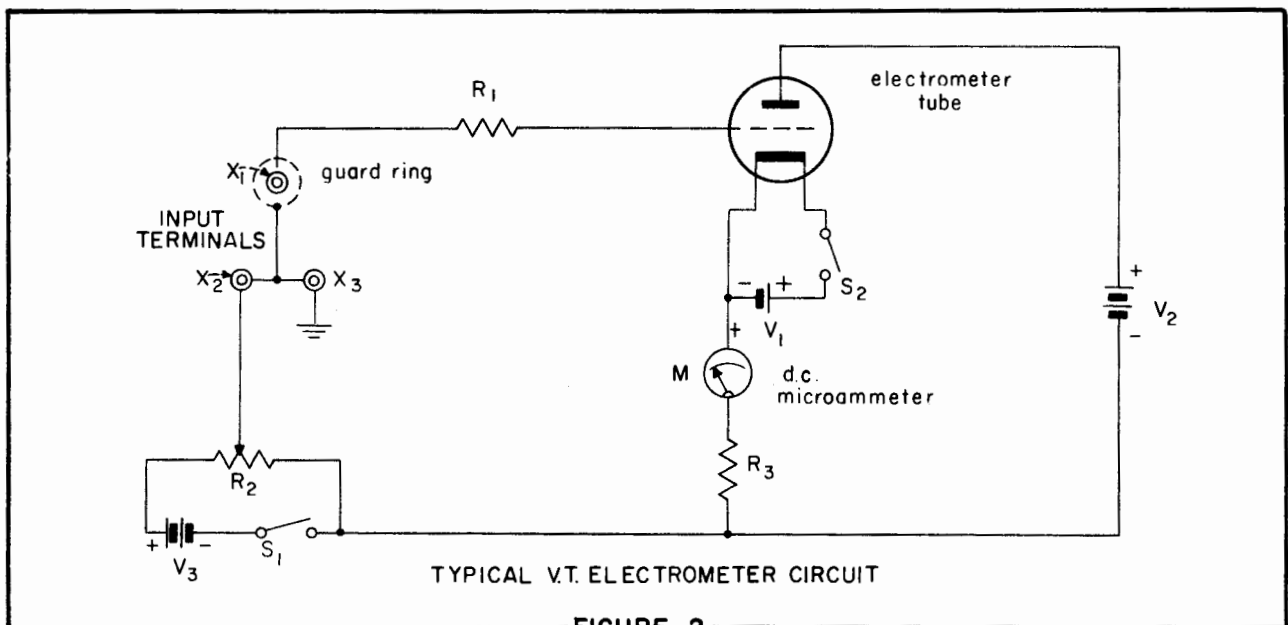 electrometer
tube
R1
X1
guard ring
INPUT
TERMINALS
X2
X3
S2
- +
V1
+
V2
-
+
M
d.c.
microammeter
R2
R3
+ -
V3
S1
TYPICAL V.T. ELECTROMETER CIRCUIT